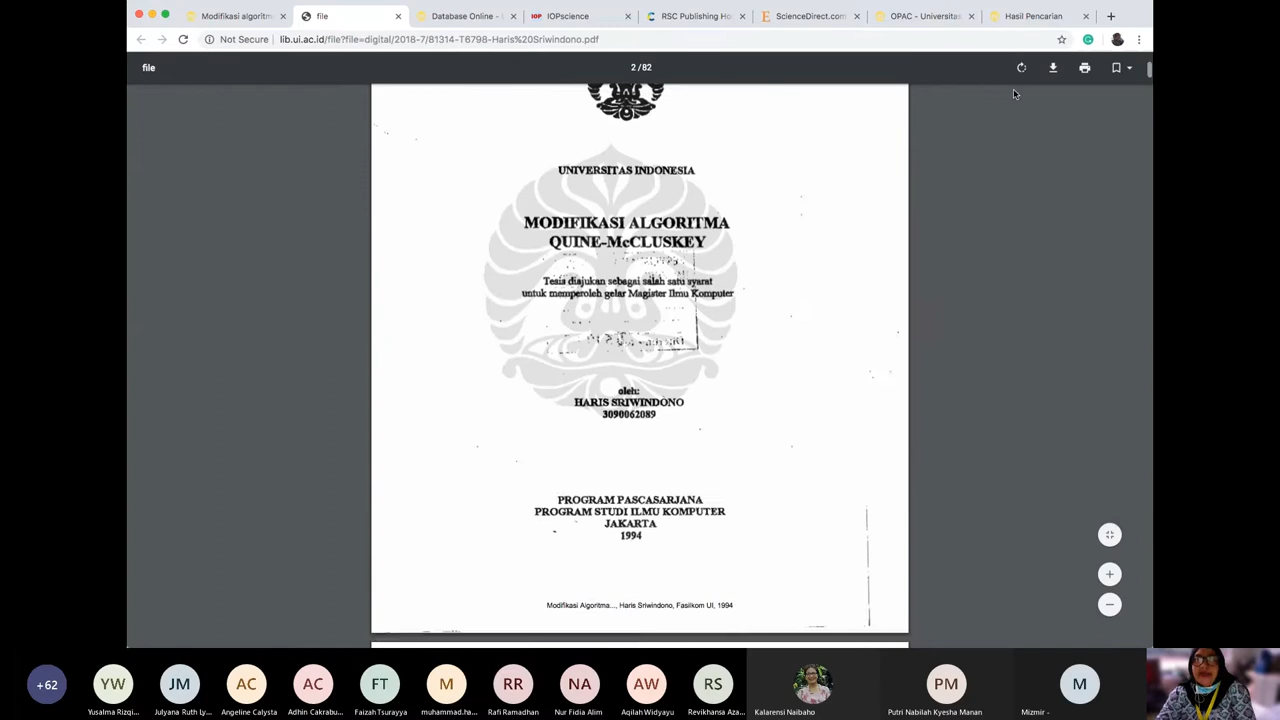 Modifikasi algoritm
file
Database Online -
IOP IOPscience
RSC Publishing Ho
ScienceDirect.com
OPAC - Universitas
Hasil Pencarian
Not Secure
lib.ui.ac.id/file?file=digital/2018-7/81314-T6798-Haris%20Sriwindono.pdf
file
2 / 82
UNIVERSITAS INDONESIA
MODIFIKASI ALGORITMA
QUINE-McCLUSKEY
Tesis diajukan sebagai salah satu syarat
untuk memperoleh gelar Magister Ilmu Komputer
oleh:
HARIS SRIWINDONO
3090062089
PROGRAM PASCASARJANA
PROGRAM STUDI ILMU KOMPUTER
JAKARTA
1994
Modifikasi Algoritma..., Haris Sriwindono, Fasilkom UI, 1994
+62
YW
JM
AC
AC
FT
M
RR
NA
AW
RS
PM
M
Yusalma Rizqi...
Julyana Ruth Ly...
Angeline Calysta
Adhin Cakrabu...
Faizah Tsurayya
muhammad.ha...
Rafi Ramadhan
Nur Fidia Alim
Aqilah Widyayu
Revikhansa Aza...
Kalarensi Naibaho
Putri Nabilah Kyesha Manan
Mizmir -